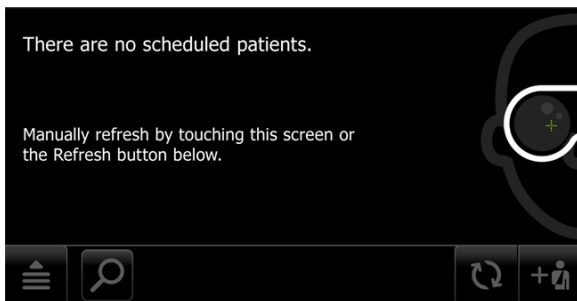 There are no scheduled patients.
Manually refresh by touching this screen or
the Refresh button below.